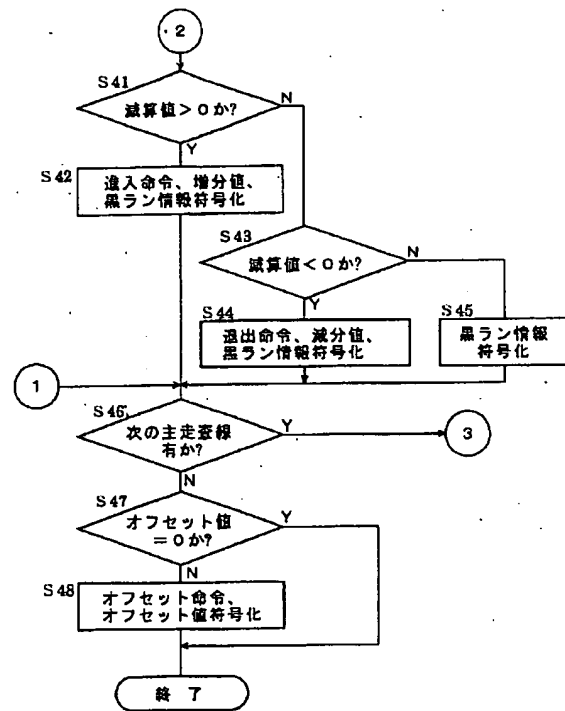 2
S41
減算値>0か?
N
Y
S42
進入命令、増分値、
黒ラン情報符号化
S43
減算値<0か?
N
Y
S44
退出命令、減分値、
黒ラン情報符号化
S45
黒ラン情報
符号化
1
S46
次の主走査線
有か?
Y
3
N
S47
オフセット値
=0か?
Y
N
S48
オフセット命令、
オフセット値符号化
終了